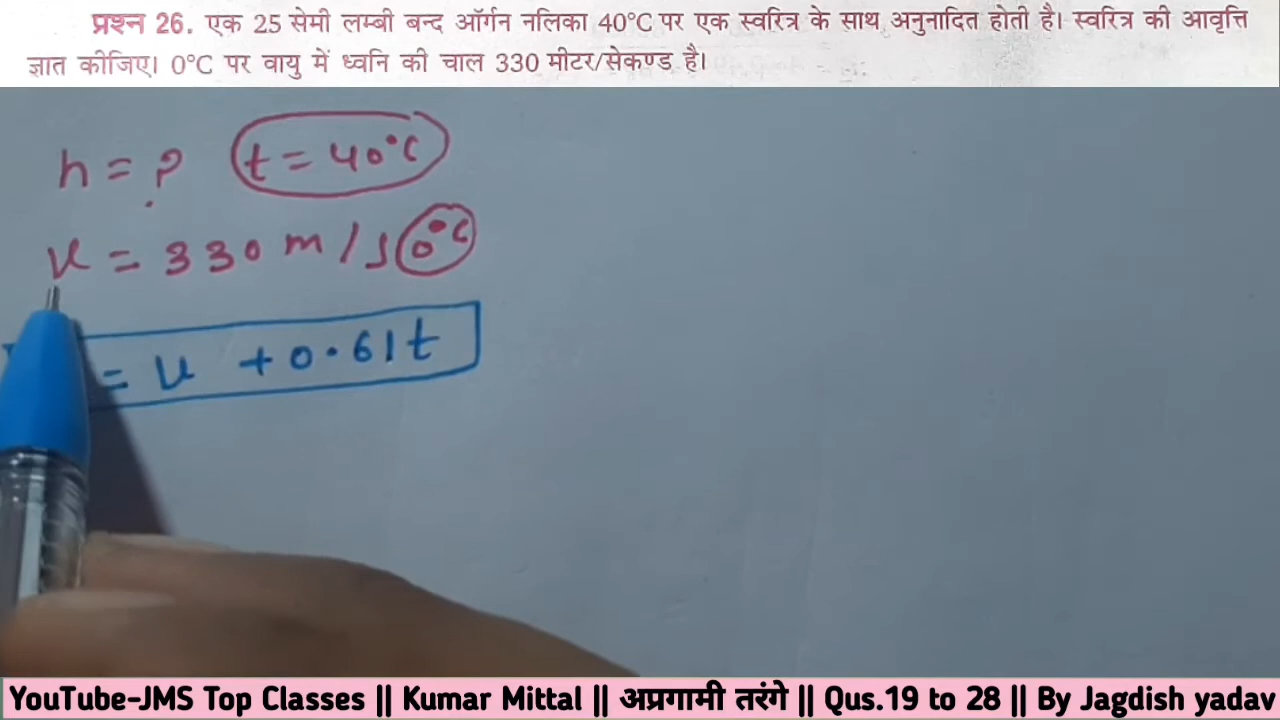 प्रश्न 26. एक 25 सेमी लम्बी बन्द ऑर्गन नलिका 40°C पर एक स्वरित्र के साथ अनुनादित होती है। स्वरित्र की आवृत्ति
ज्ञात कीजिए। 0°C पर वायु में ध्वनि की चाल 330 मीटर/सेकण्ड है।
n = ? t = 40°C
v = 330 m/s 0°C
= v + 0.61t
YouTube-JMS Top Classes || Kumar Mittal || अप्रगामी तरंगे || Qus.19 to 28 || By Jagdish yadav